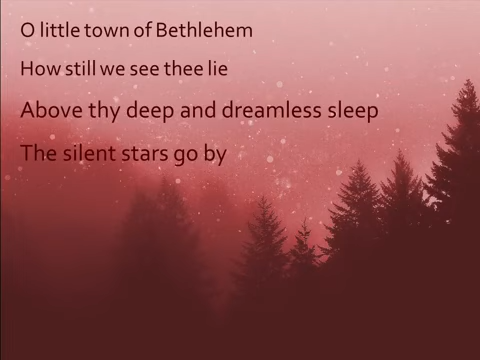 O little town of Bethlehem
How still we see thee lie
Above thy deep and dreamless sleep
The silent stars go by